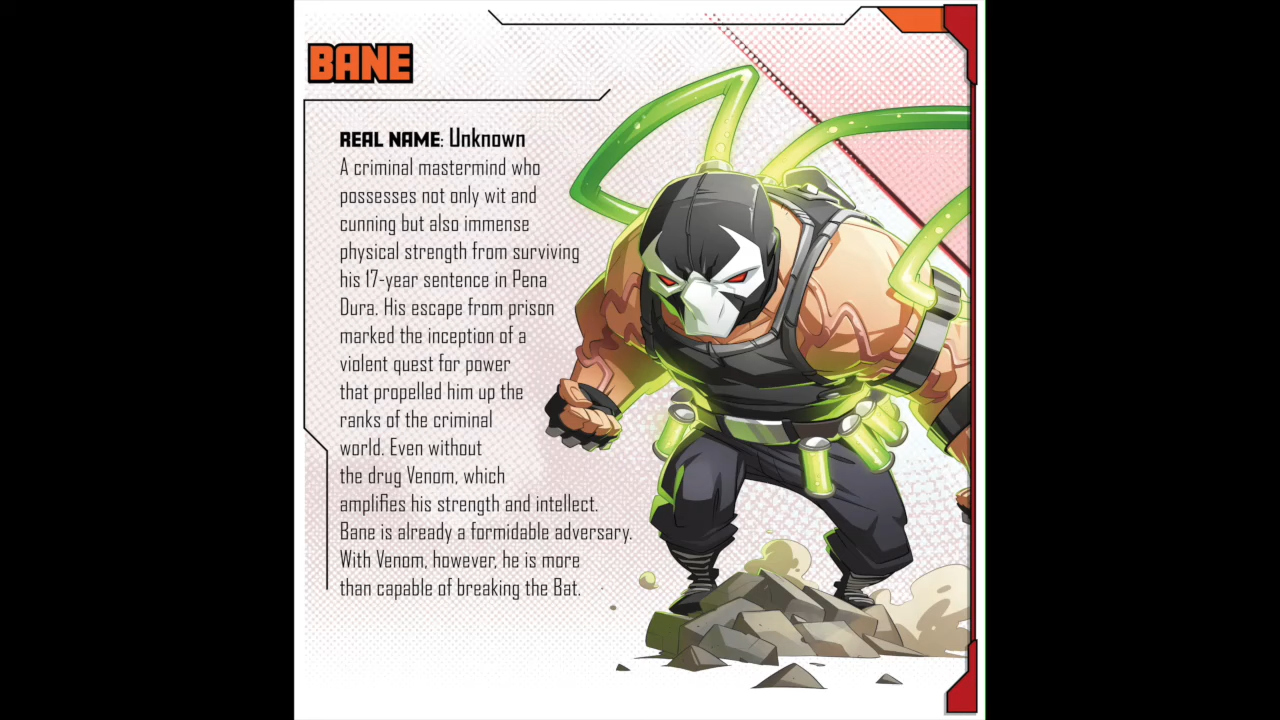 BANE
REAL NAME: Unknown
A criminal mastermind who
possesses not only wit and
cunning but also immense
physical strength from surviving
his 17-year sentence in Pena
Dura. His escape from prison
marked the inception of a
violent quest for power
that propelled him up the
ranks of the criminal
world. Even without
the drug Venom, which
amplifies his strength and intellect.
Bane is already a formidable adversary.
With Venom, however, he is more
than capable of breaking the Bat.